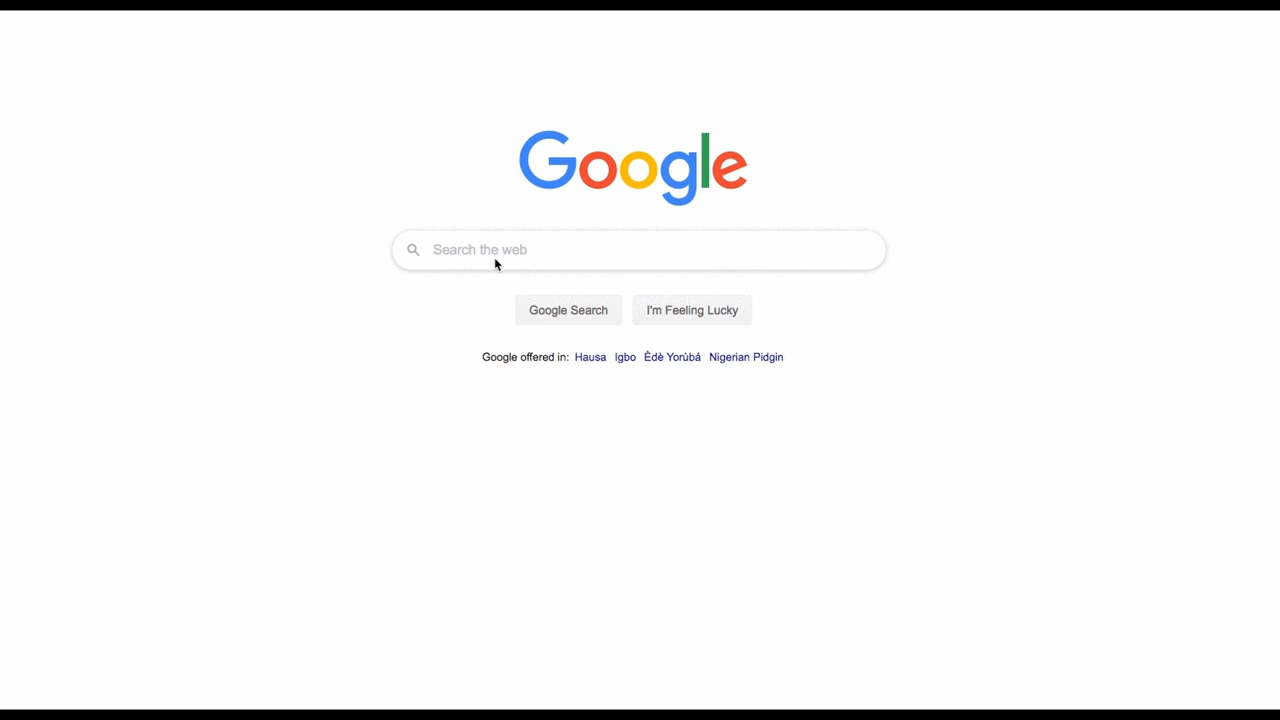 Google
Search the web
Google Search I'm Feeling Lucky
Google offered in: Hausa Igbo Èdè Yorùbá Nigerian Pidgin